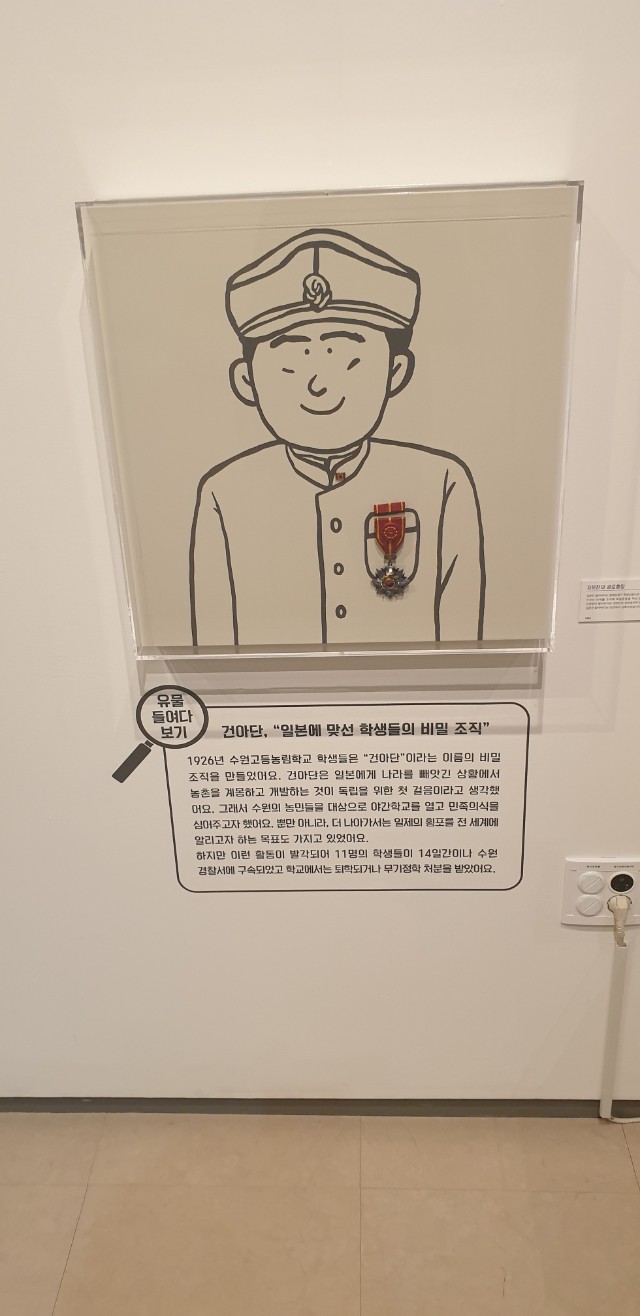 유물
들여다
보기
건아단, “일본에 맞선 학생들의 비밀 조직”
1926년 수원고등농림학교 학생들은 “건아단”이라는 이름의 비밀
조직을 만들었어요. 건아단은 일본에게 나라를 빼앗긴 상황에서
농촌을 계몽하고 개발하는 것이 독립을 위한 첫 걸음이라고 생각했
어요. 그래서 수원의 농민들을 대상으로 야간학교를 열고 민족의식을
심어주고자 했어요. 뿐만 아니라, 더 나아가서는 일제의 횡포를 전 세계에
알리고자 하는 목표도 가지고 있었어요.
하지만 이런 활동이 발각되어 11명의 학생들이 14일간이나 수원
경찰서에 구속되었고 학교에서는 퇴학되거나 무기정학 처분을 받았어요.